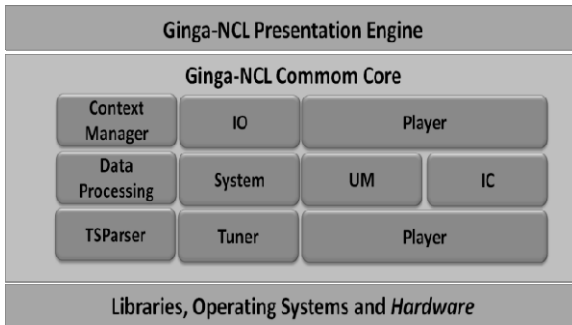 Ginga-NCL Presentation Engine
Ginga-NCL Commom Core
Context
Manager
IO
Player
Data
Processing
System
UM
IC
TSParser
Tuner
Player
Libraries, Operating Systems and Hardware